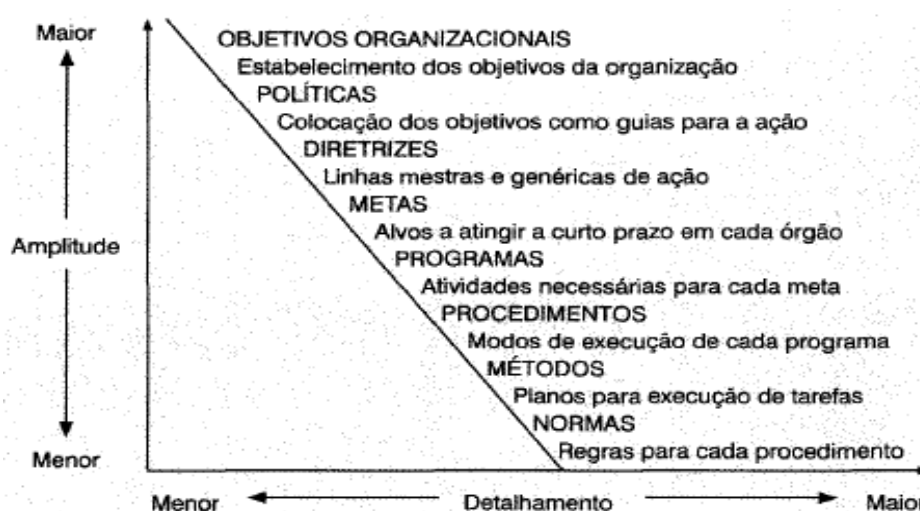 Maior
OBJETIVOS ORGANIZACIONAIS
Estabelecimento dos objetivos da organização
POLÍTICAS
Colocação dos objetivos como guias para a ação
DIRETRIZES
Linhas mestras e genéricas de ação
METAS
Alvos a atingir a curto prazo em cada órgão
Amplitude
PROGRAMAS
Atividades necessárias para cada meta
PROCEDIMENTOS
Modos de execução de cada programa
MÉTODOS
Planos para execução de tarefas
NORMAS
Regras para cada procedimento
Menor
Menor Detalhamento Maior